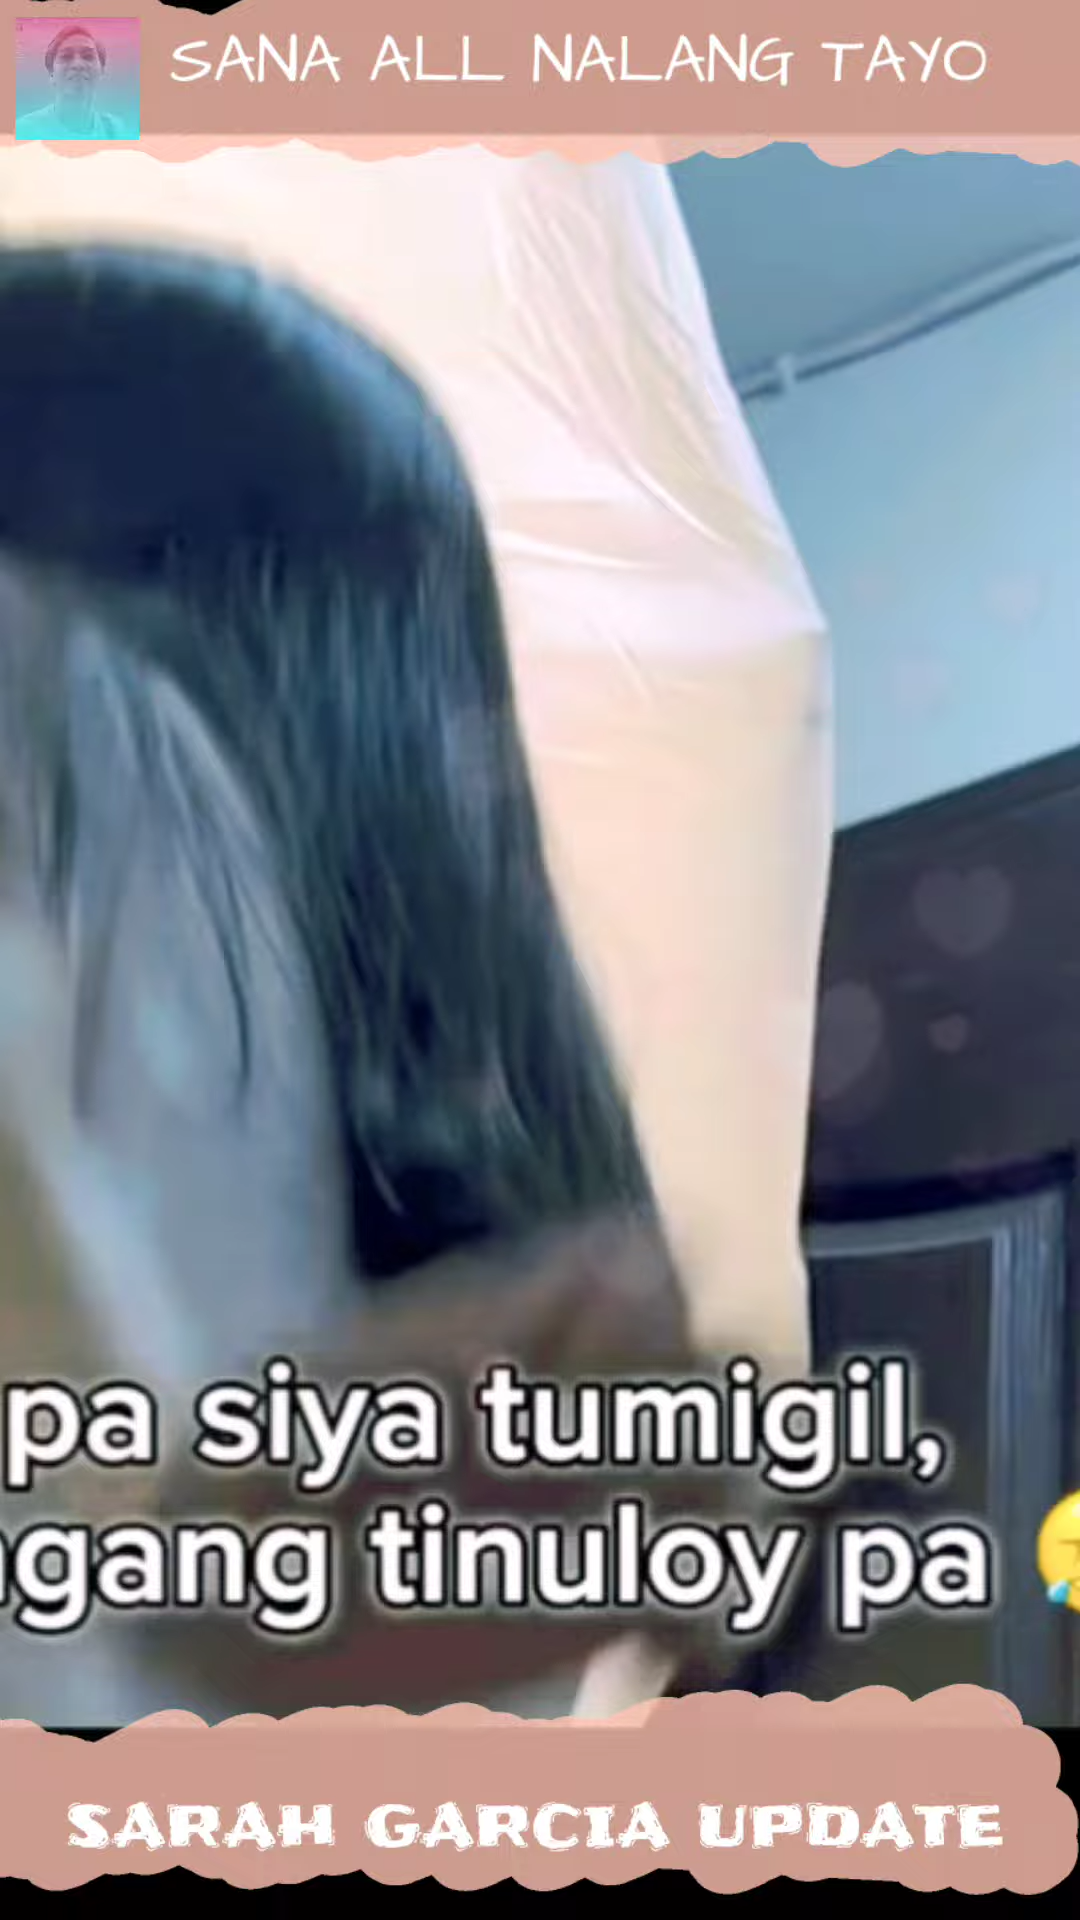 SANA ALL NALANG TAYO
pa siya tumigil,
gang tinuloy pa
SARAH GARCIA UPDATE